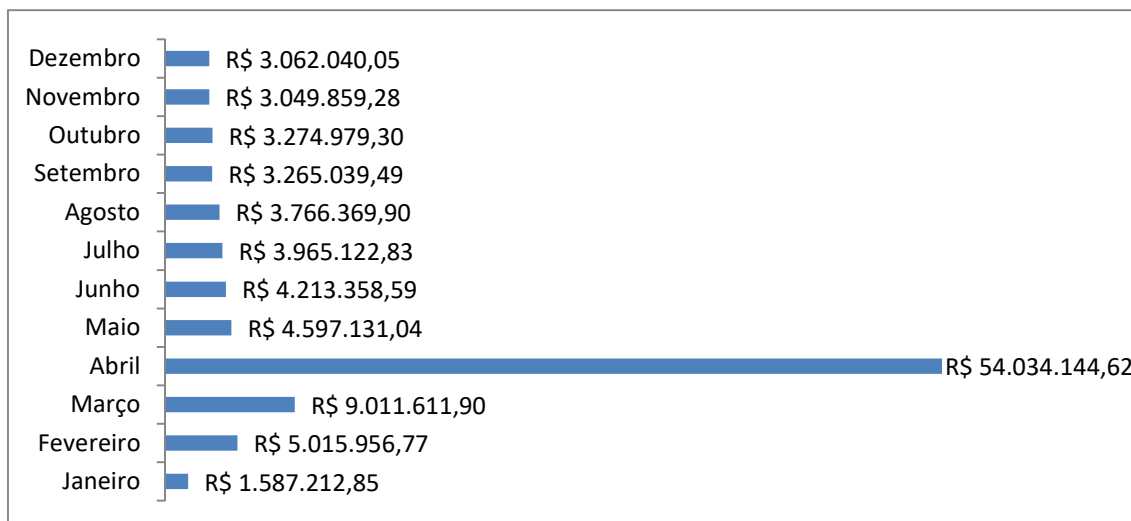 Dezembro R$ 3.062.040,05
Novembro R$ 3.049.859,28
Outubro R$ 3.274.979,30
Setembro R$ 3.265.039,49
Agosto R$ 3.766.369,90
Julho R$ 3.965.122,83
Junho R$ 4.213.358,59
Maio R$ 4.597.131,04
Abril R$ 54.034.144,62
Março R$ 9.011.611,90
Fevereiro R$ 5.015.956,77
Janeiro R$ 1.587.212,85